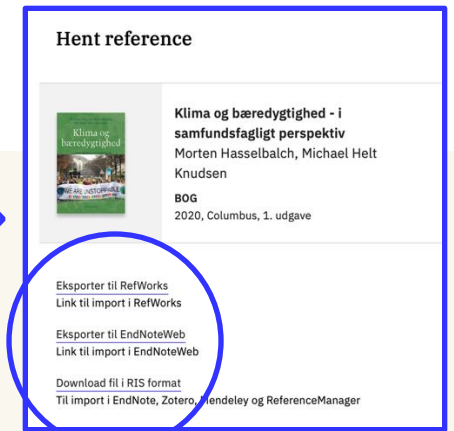 Hent reference
Klima og
bæredygtighed
WE ARE UNSTOPPABLE
Klima og bæredygtighed - i
samfundsfagligt perspektiv
Morten Hasselbalch, Michael Helt
Knudsen
BOG
2020, Columbus, 1. udgave
Eksporter til RefWorks
Link til import i RefWorks
Eksporter til EndNoteWeb
Link til import i EndNoteWeb
Download fil i RIS format
Til import i EndNote, Zotero, Mendeley og ReferenceManager